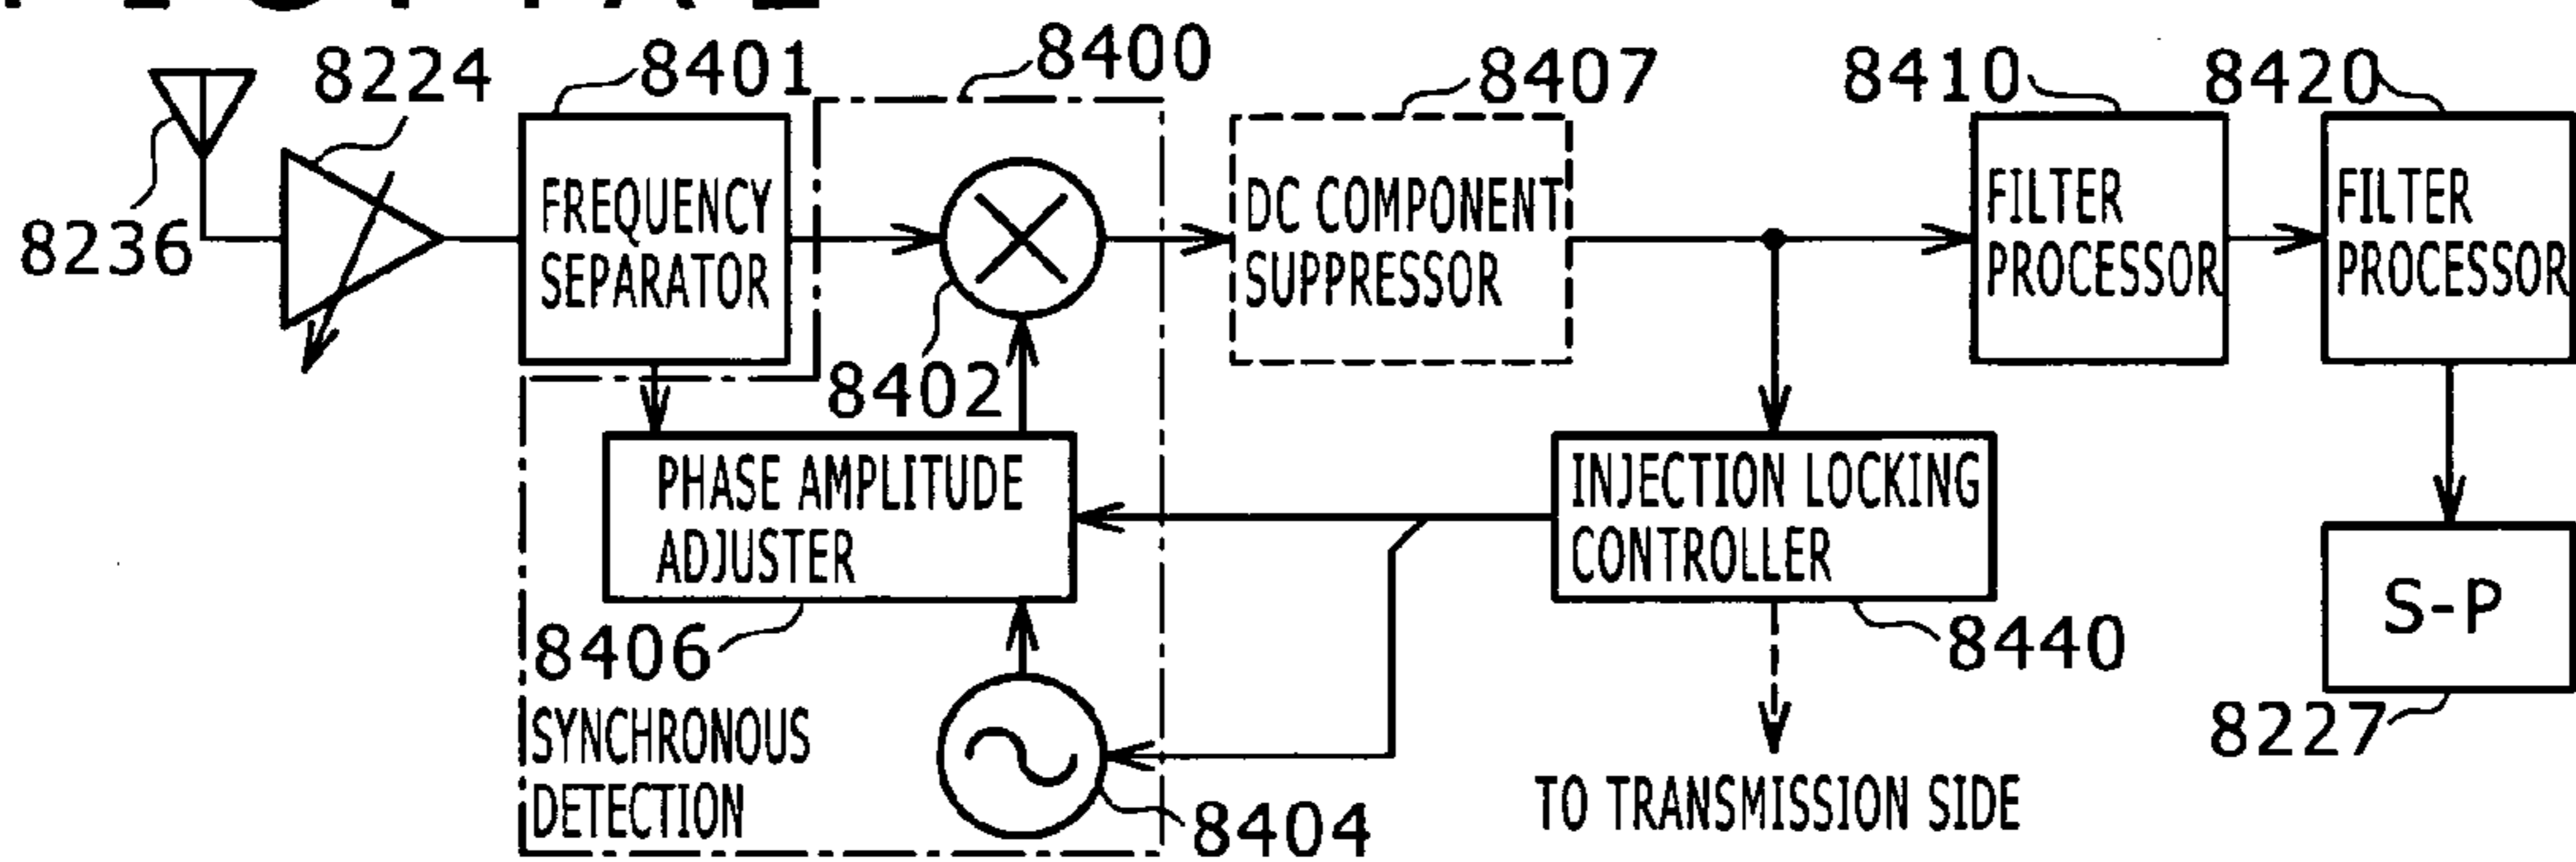 8224
8401
8400
8407
8410
8420
8236
FREQUENCY
SEPARATOR
DC COMPONENT
SUPPRESSOR
FILTER
PROCESSOR
FILTER
PROCESSOR
8402
PHASE AMPLITUDE
ADJUSTER
INJECTION LOCKING
CONTROLLER
8406
8440
S-P
SYNCHRONOUS
DETECTION
8404
TO TRANSMISSION SIDE
8227